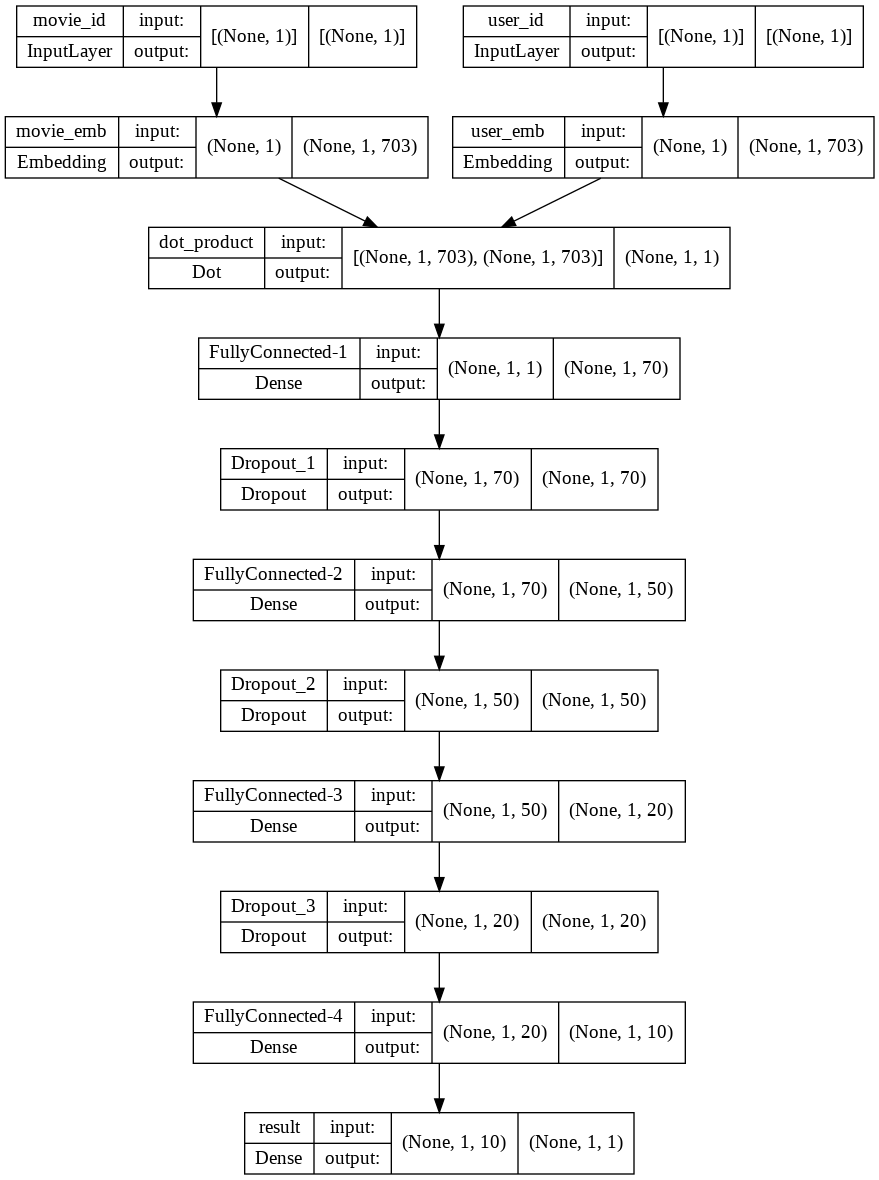 movie_id input: [(None, 1)] [(None, 1)]
InputLayer output:
user_id input: [(None, 1)] [(None, 1)]
InputLayer output:
movie_emb input: (None, 1) (None, 1, 703)
Embedding output:
user_emb input: (None, 1) (None, 1, 703)
Embedding output:
dot_product input: [(None, 1, 703), (None, 1, 703)] (None, 1, 1)
Dot output:
FullyConnected-1 input: (None, 1, 1) (None, 1, 70)
Dense output:
Dropout_1 input: (None, 1, 70) (None, 1, 70)
Dropout output:
FullyConnected-2 input: (None, 1, 70) (None, 1, 50)
Dense output:
Dropout_2 input: (None, 1, 50) (None, 1, 50)
Dropout output:
FullyConnected-3 input: (None, 1, 50) (None, 1, 20)
Dense output:
Dropout_3 input: (None, 1, 20) (None, 1, 20)
Dropout output:
FullyConnected-4 input: (None, 1, 20) (None, 1, 10)
Dense output:
result input: (None, 1, 10) (None, 1, 1)
Dense output: